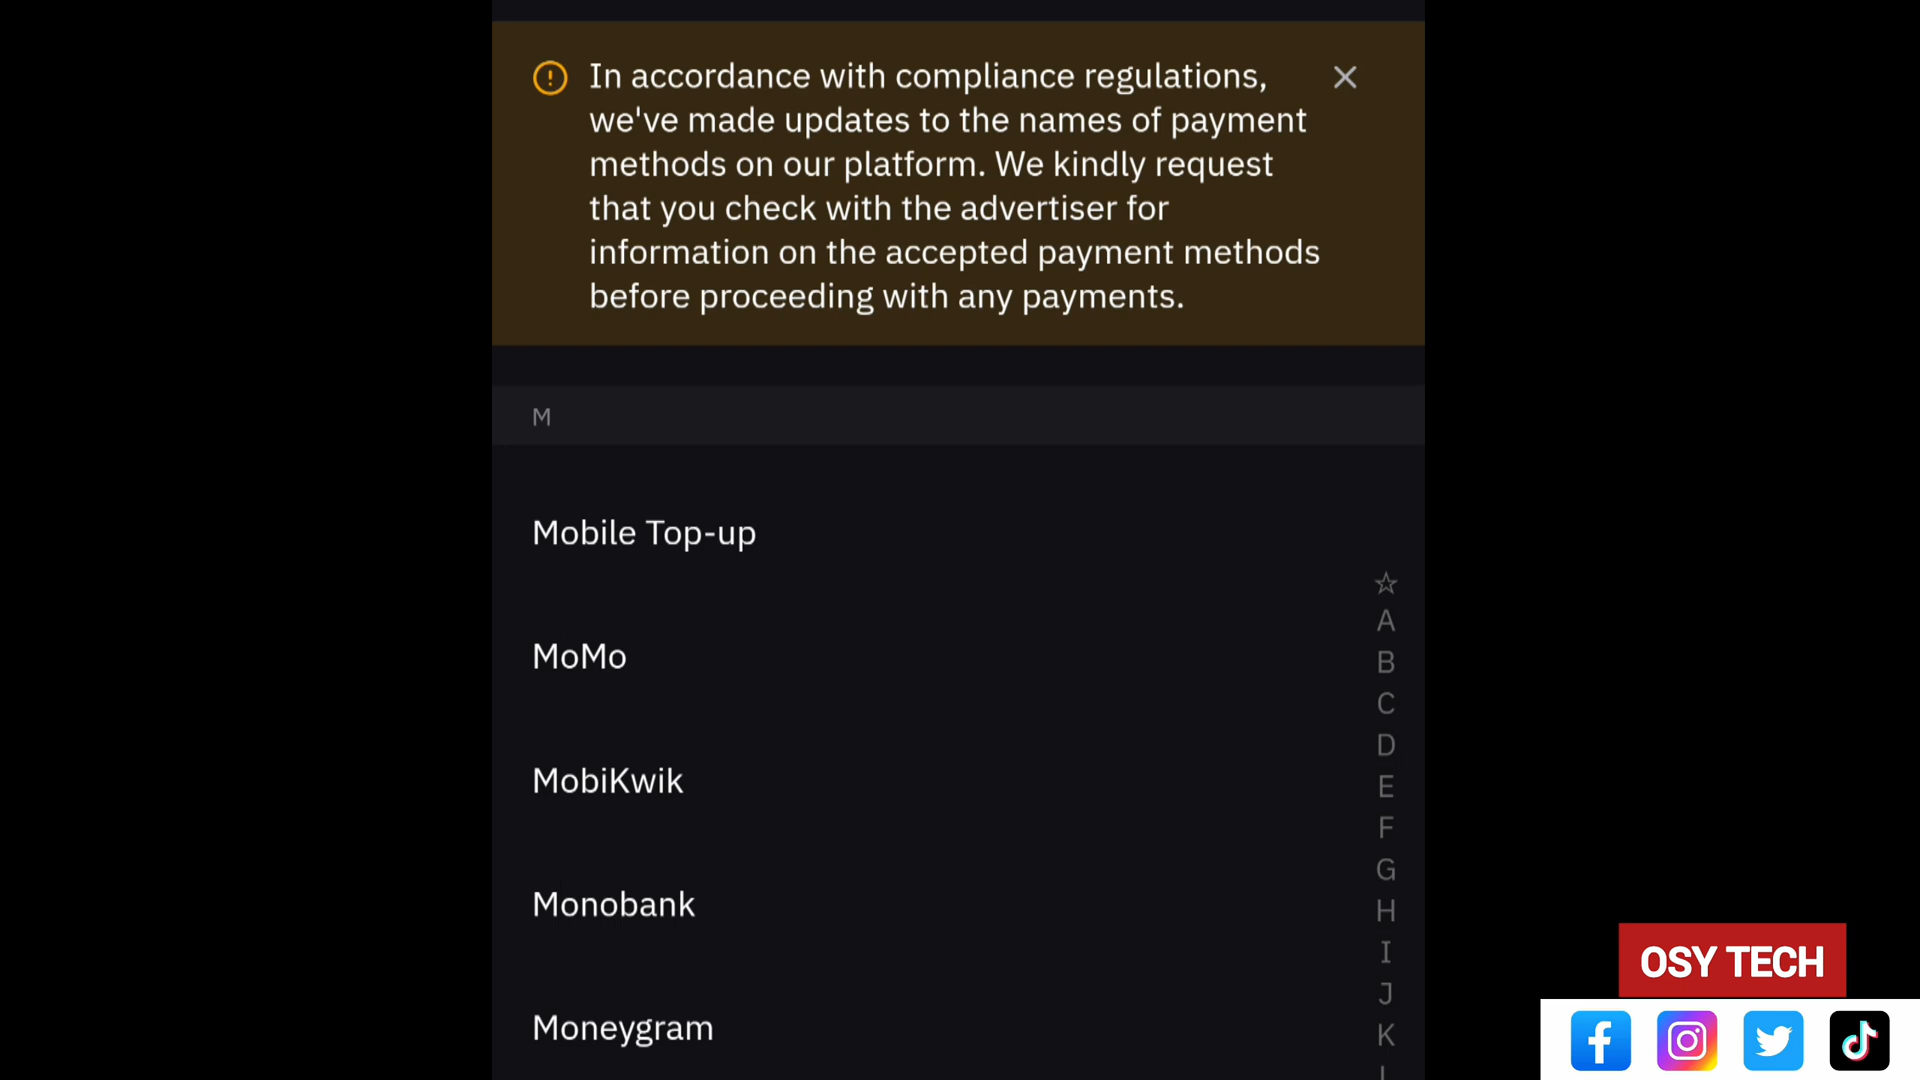 In accordance with compliance regulations,
we've made updates to the names of payment
methods on our platform. We kindly request
that you check with the advertiser for
information on the accepted payment methods
before proceeding with any payments.
M
Mobile Top-up
MoMo
MobiKwik
Monobank
Moneygram
A
B
C
D
E
F
G
H
I
J
K
OSY TECH